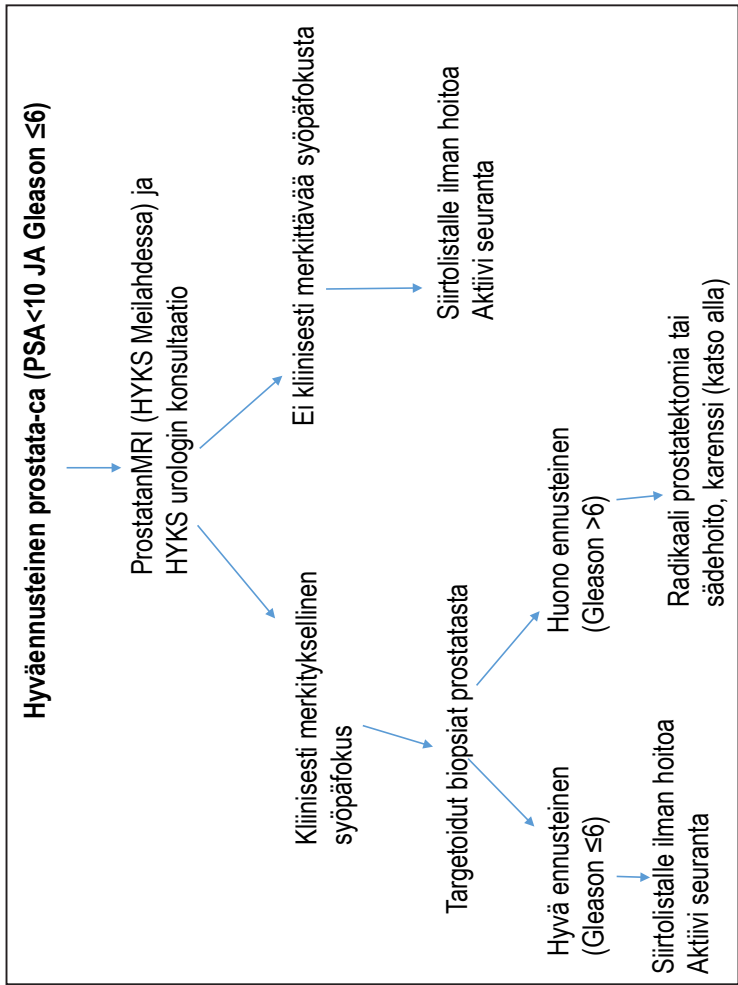 Hyväennusteinen prostata-ca (PSA<10 JA Gleason ≤6)
ProstatanMRI (HYKS Meilahdessa) ja
HYKS urologin konsultaatio
Kliinisesti merkityksellinen
syöpäfokus
Ei kliinisesti merkittävää syöpäfokusta
Targetoidut biopsiat prostatasta
Siirtolistalle ilman hoitoa
Aktiivi seuranta
Hyvä ennusteinen
(Gleason ≤6)
Huono ennusteinen
(Gleason >6)
Siirtolistalle ilman hoitoa
Aktiivi seuranta
Radikaali prostatektomia tai
sädehoito, karenssi (katso alla)